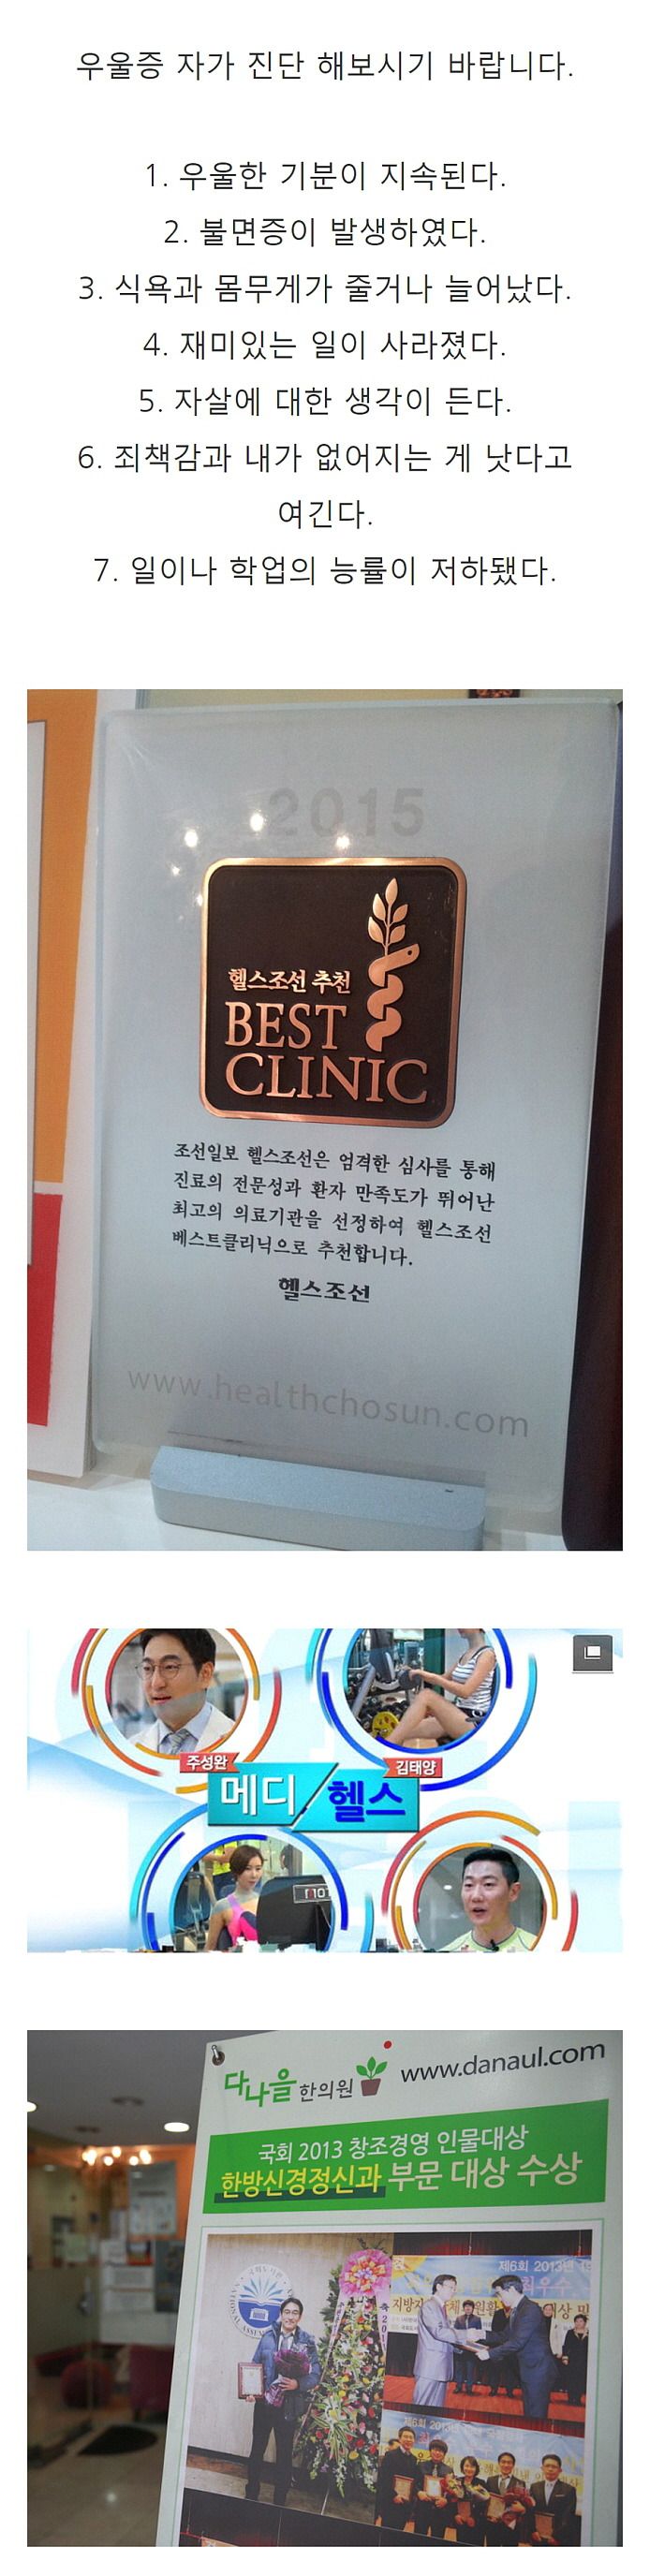 우울증 자가 진단 해보시기 바랍니다.
1. 우울한 기분이 지속된다.
2. 불면증이 발생하였다.
3. 식욕과 몸무게가 줄거나 늘어났다.
4. 재미있는 일이 사라졌다.
5. 자살에 대한 생각이 든다.
6. 죄책감과 내가 없어지는 게 낫다고
여긴다.
7. 일이나 학업의 능률이 저하됐다.
2015
헬스조선 추천
BEST
CLINIC
조선일보 헬스조선은 엄격한 심사를 통해
진료의 전문성과 환자 만족도가 뛰어난
최고의 의료기관을 선정하여 헬스조선
베스트클리닉으로 추천합니다.
헬스조선
www.healthchosun.com
주성완
김태양
메디/헬스
다나을한의원 www.danaul.com
국회 2013 창조경영 인물대상
한방신경정신과 부문 대상 수상
제6회 2013년